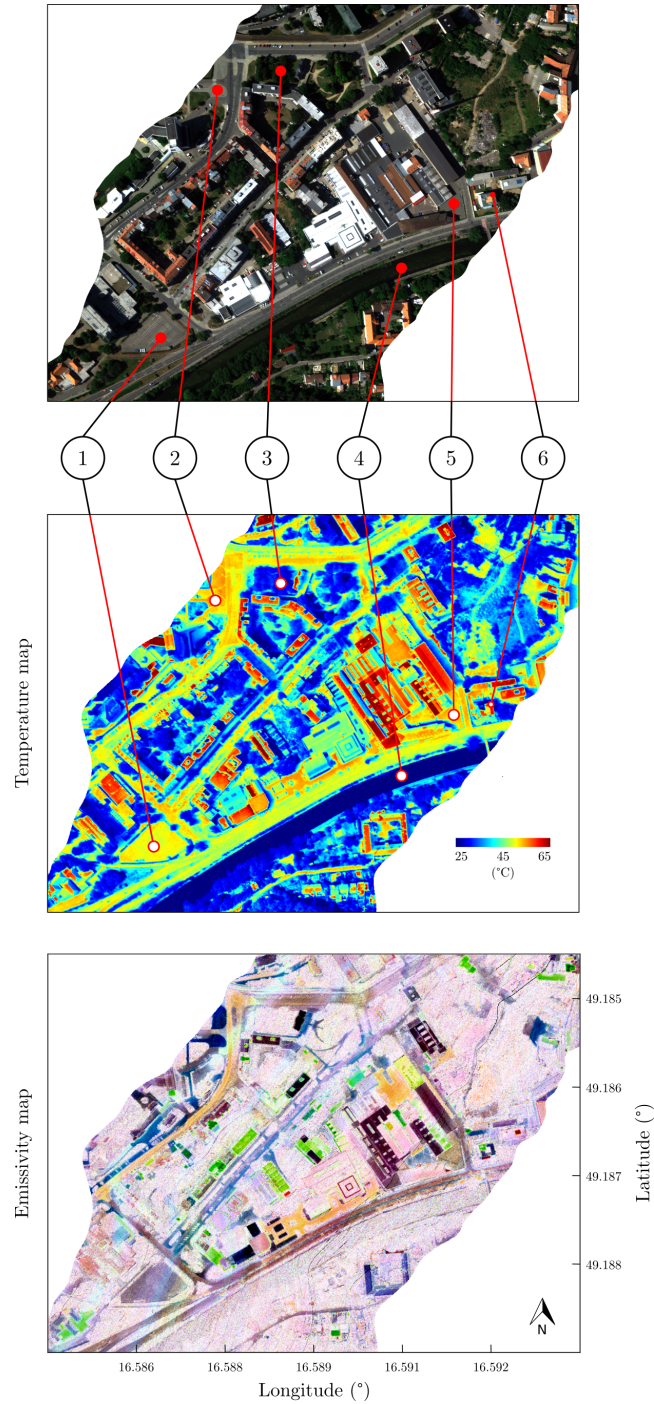 1 2 3 4 5 6
Temperature map
25 45 65
(°C)
Emissivity map
49.185
49.186
49.187
49.188
Latitude (°)
N
16.586 16.588 16.589 16.591 16.592
Longitude (°)